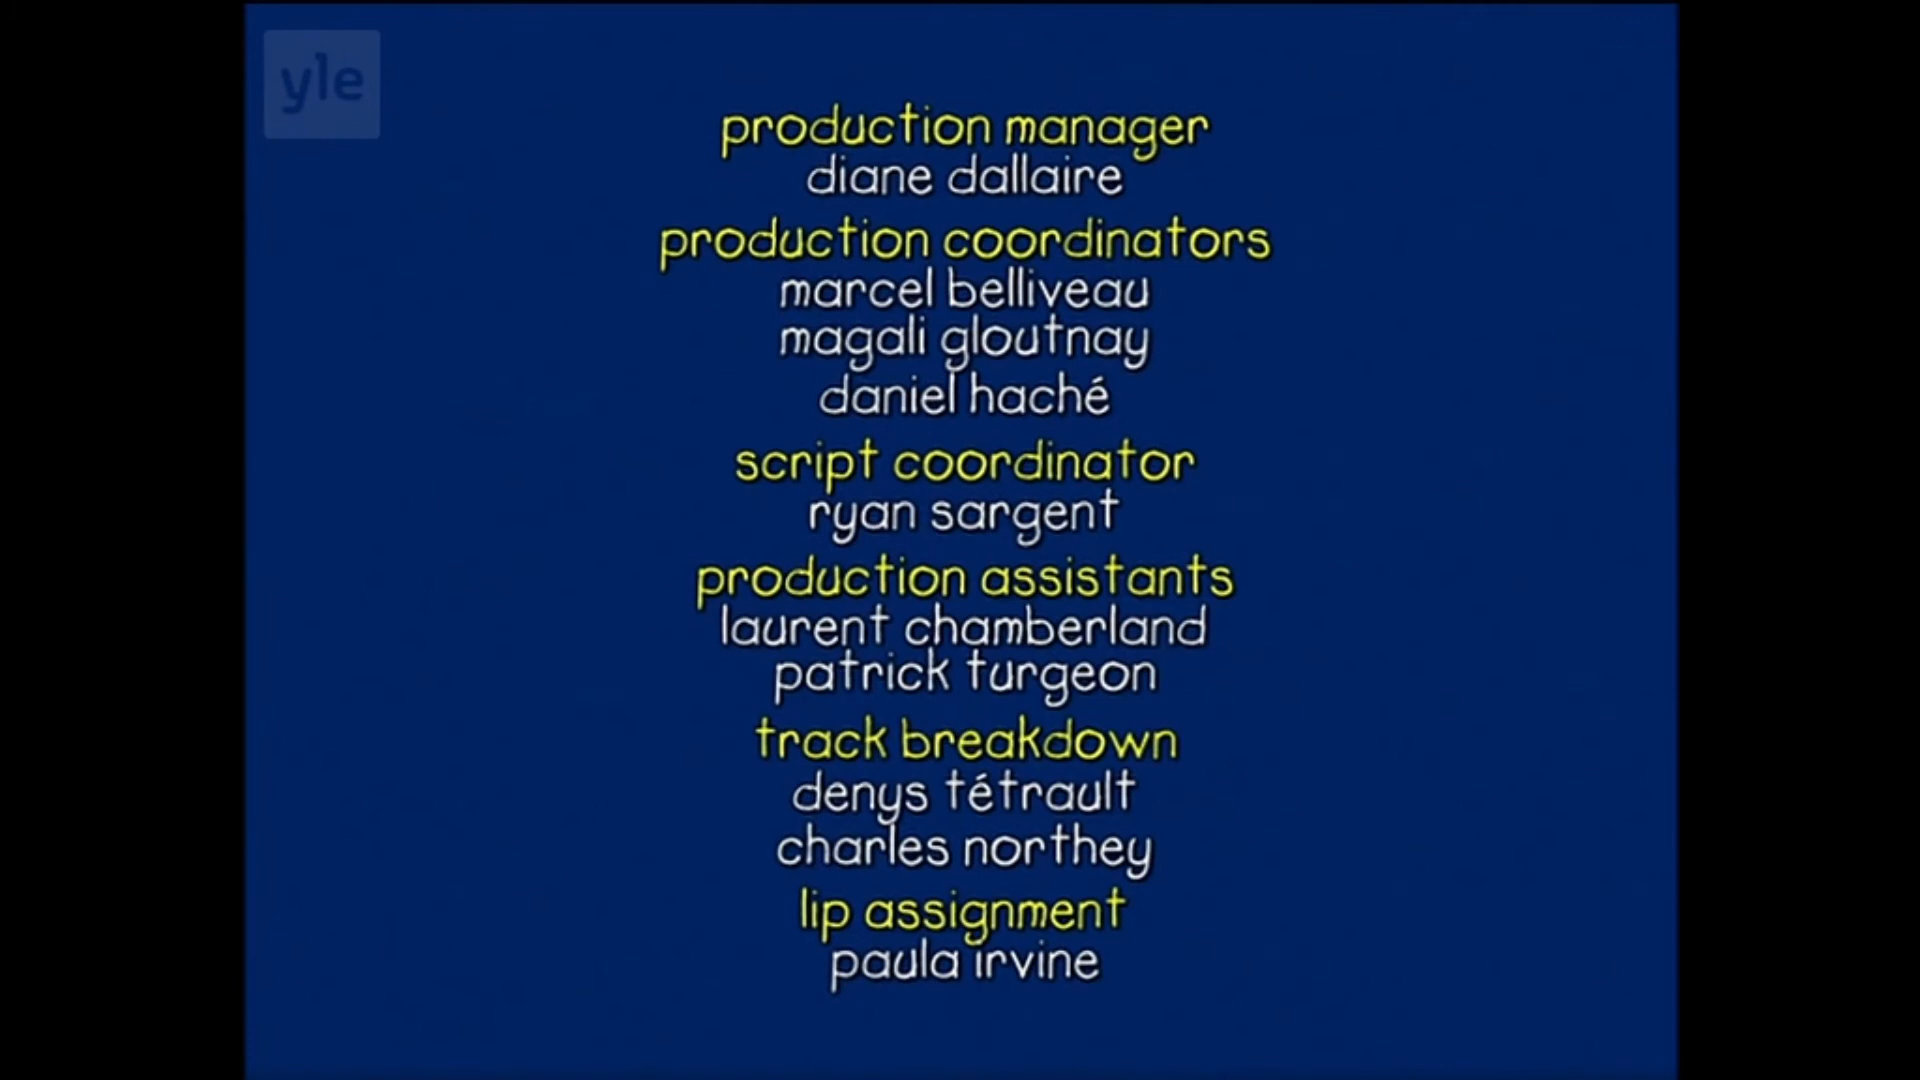 yle
production manager
diane dallaire
production coordinators
marcel belliveau
magali gloutnay
daniel haché
script coordinator
ryan sargent
production assistants
laurent chamberland
patrick turgeon
track breakdown
denys tétrault
charles northey
lip assignment
paula irvine